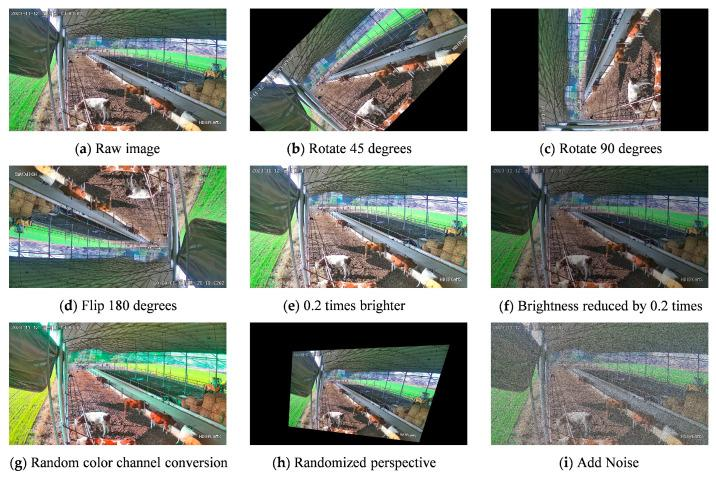 (a) Raw image
(b) Rotate 45 degrees
(c) Rotate 90 degrees
(d) Flip 180 degrees
(e) 0.2 times brighter
(f) Brightness reduced by 0.2 times
(g) Random color channel conversion
(h) Randomized perspective
(i) Add Noise